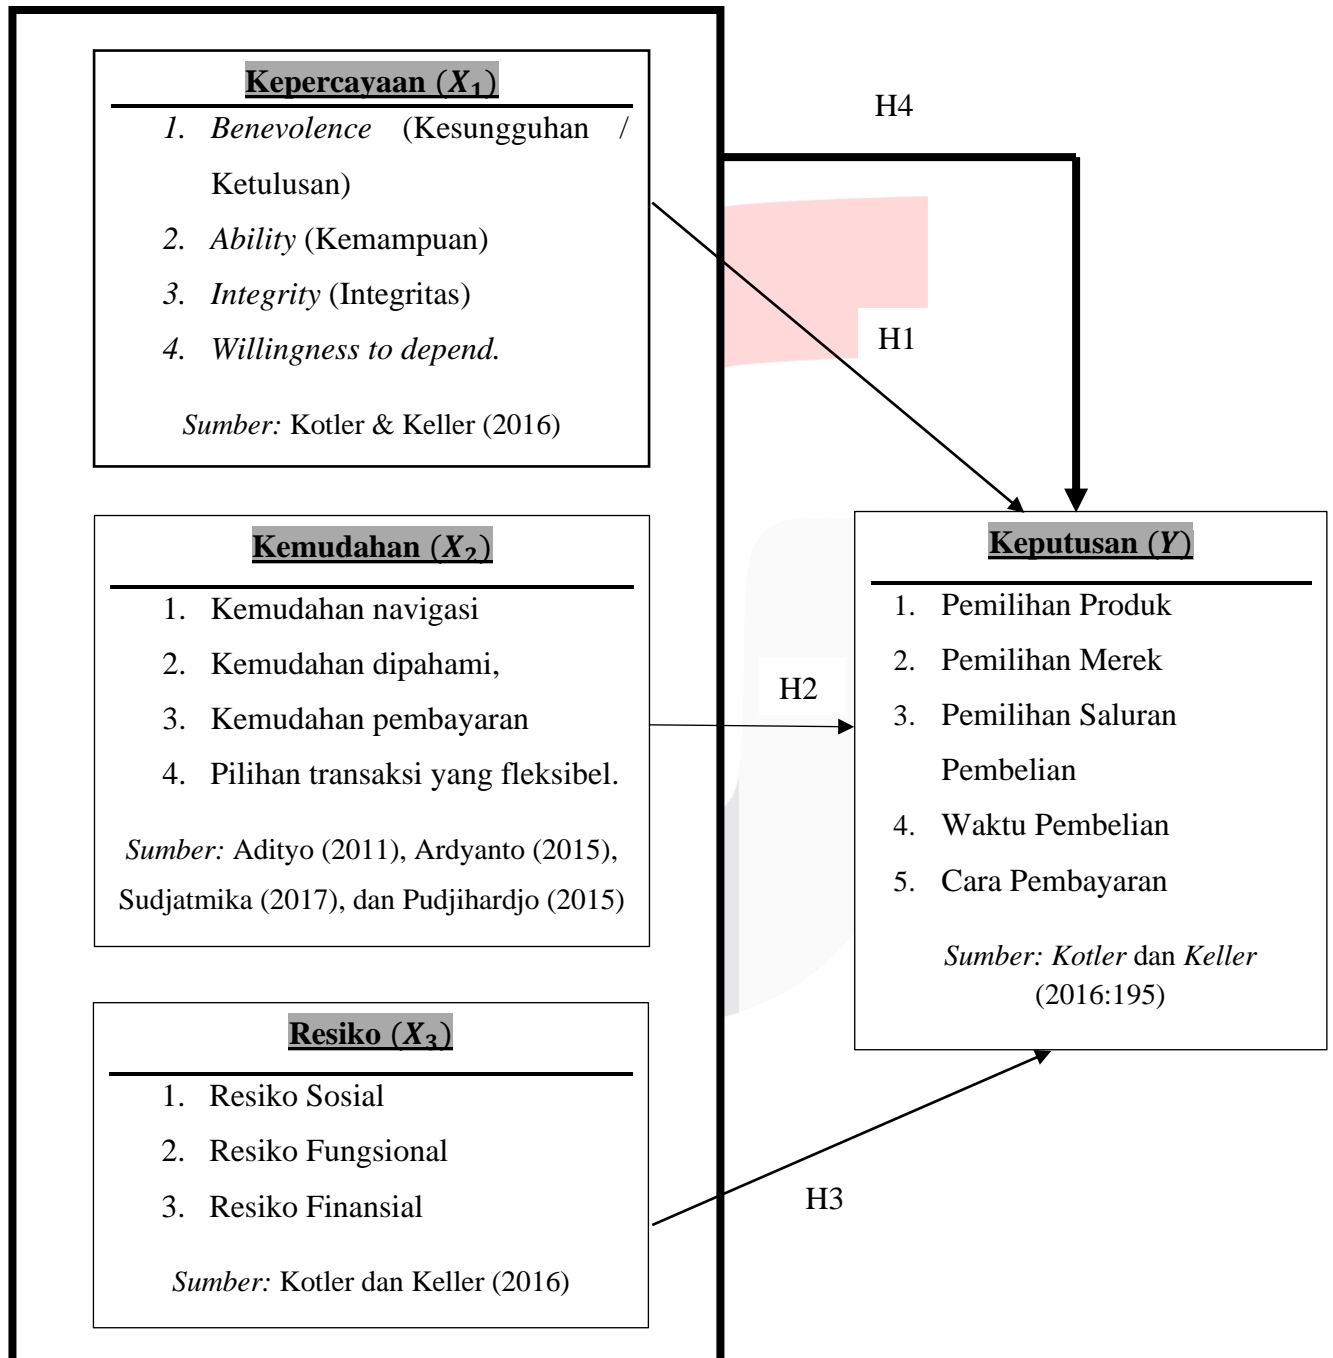 Kepercayaan (X₁)
1. Benevolence (Kesungguhan /
Ketulusan)
2. Ability (Kemampuan)
3. Integrity (Integritas)
4. Willingness to depend.
Sumber: Kotler & Keller (2016)
H4
H1
Kemudahan (X₂)
1. Kemudahan navigasi
2. Kemudahan dipahami,
3. Kemudahan pembayaran
4. Pilihan transaksi yang fleksibel.
Sumber: Adityo (2011), Ardyanto (2015),
Sudjatmika (2017), dan Pudjihardjo (2015)
H2
Keputusan (Y)
1. Pemilihan Produk
2. Pemilihan Merek
3. Pemilihan Saluran
Pembelian
4. Waktu Pembelian
5. Cara Pembayaran
Sumber: Kotler dan Keller
(2016:195)
Resiko (X₃)
1. Resiko Sosial
2. Resiko Fungsional
3. Resiko Finansial
Sumber: Kotler dan Keller (2016)
H3